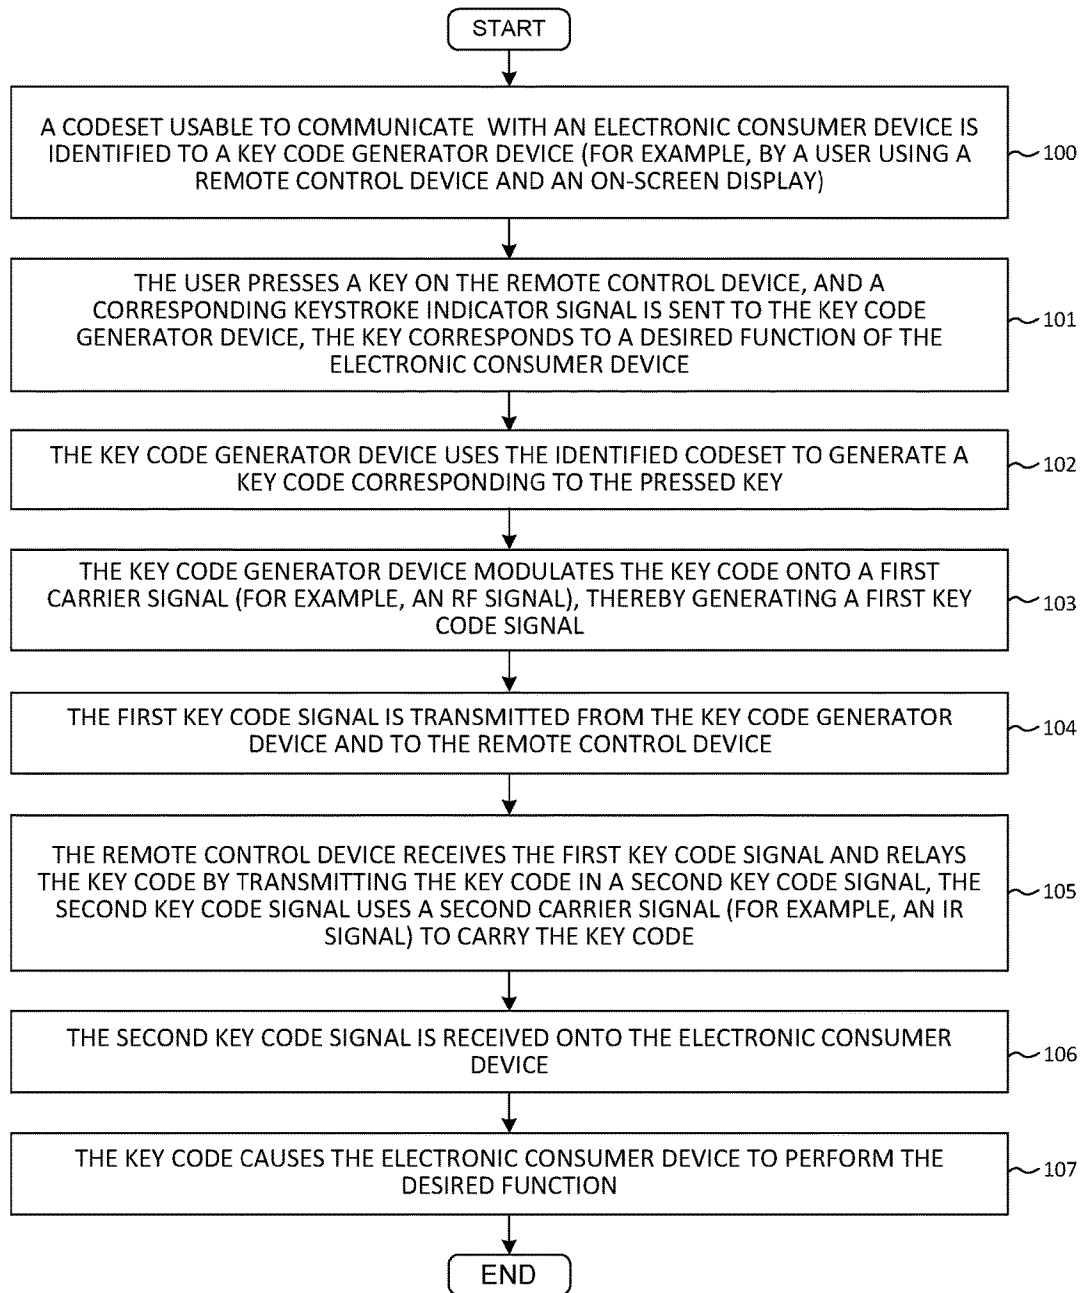 START
A CODESET USABLE TO COMMUNICATE WITH AN ELECTRONIC CONSUMER DEVICE IS
IDENTIFIED TO A KEY CODE GENERATOR DEVICE (FOR EXAMPLE, BY A USER USING A
REMOTE CONTROL DEVICE AND AN ON-SCREEN DISPLAY)
100
THE USER PRESSES A KEY ON THE REMOTE CONTROL DEVICE, AND A
CORRESPONDING KEYSTROKE INDICATOR SIGNAL IS SENT TO THE KEY CODE
GENERATOR DEVICE, THE KEY CORRESPONDS TO A DESIRED FUNCTION OF THE
ELECTRONIC CONSUMER DEVICE
101
THE KEY CODE GENERATOR DEVICE USES THE IDENTIFIED CODESET TO GENERATE A
KEY CODE CORRESPONDING TO THE PRESSED KEY
102
THE KEY CODE GENERATOR DEVICE MODULATES THE KEY CODE ONTO A FIRST
CARRIER SIGNAL (FOR EXAMPLE, AN RF SIGNAL), THEREBY GENERATING A FIRST KEY
CODE SIGNAL
103
THE FIRST KEY CODE SIGNAL IS TRANSMITTED FROM THE KEY CODE GENERATOR
DEVICE AND TO THE REMOTE CONTROL DEVICE
104
THE REMOTE CONTROL DEVICE RECEIVES THE FIRST KEY CODE SIGNAL AND RELAYS
THE KEY CODE BY TRANSMITTING THE KEY CODE IN A SECOND KEY CODE SIGNAL, THE
SECOND KEY CODE SIGNAL USES A SECOND CARRIER SIGNAL (FOR EXAMPLE, AN IR
SIGNAL) TO CARRY THE KEY CODE
105
THE SECOND KEY CODE SIGNAL IS RECEIVED ONTO THE ELECTRONIC CONSUMER
DEVICE
106
THE KEY CODE CAUSES THE ELECTRONIC CONSUMER DEVICE TO PERFORM THE
DESIRED FUNCTION
107
END